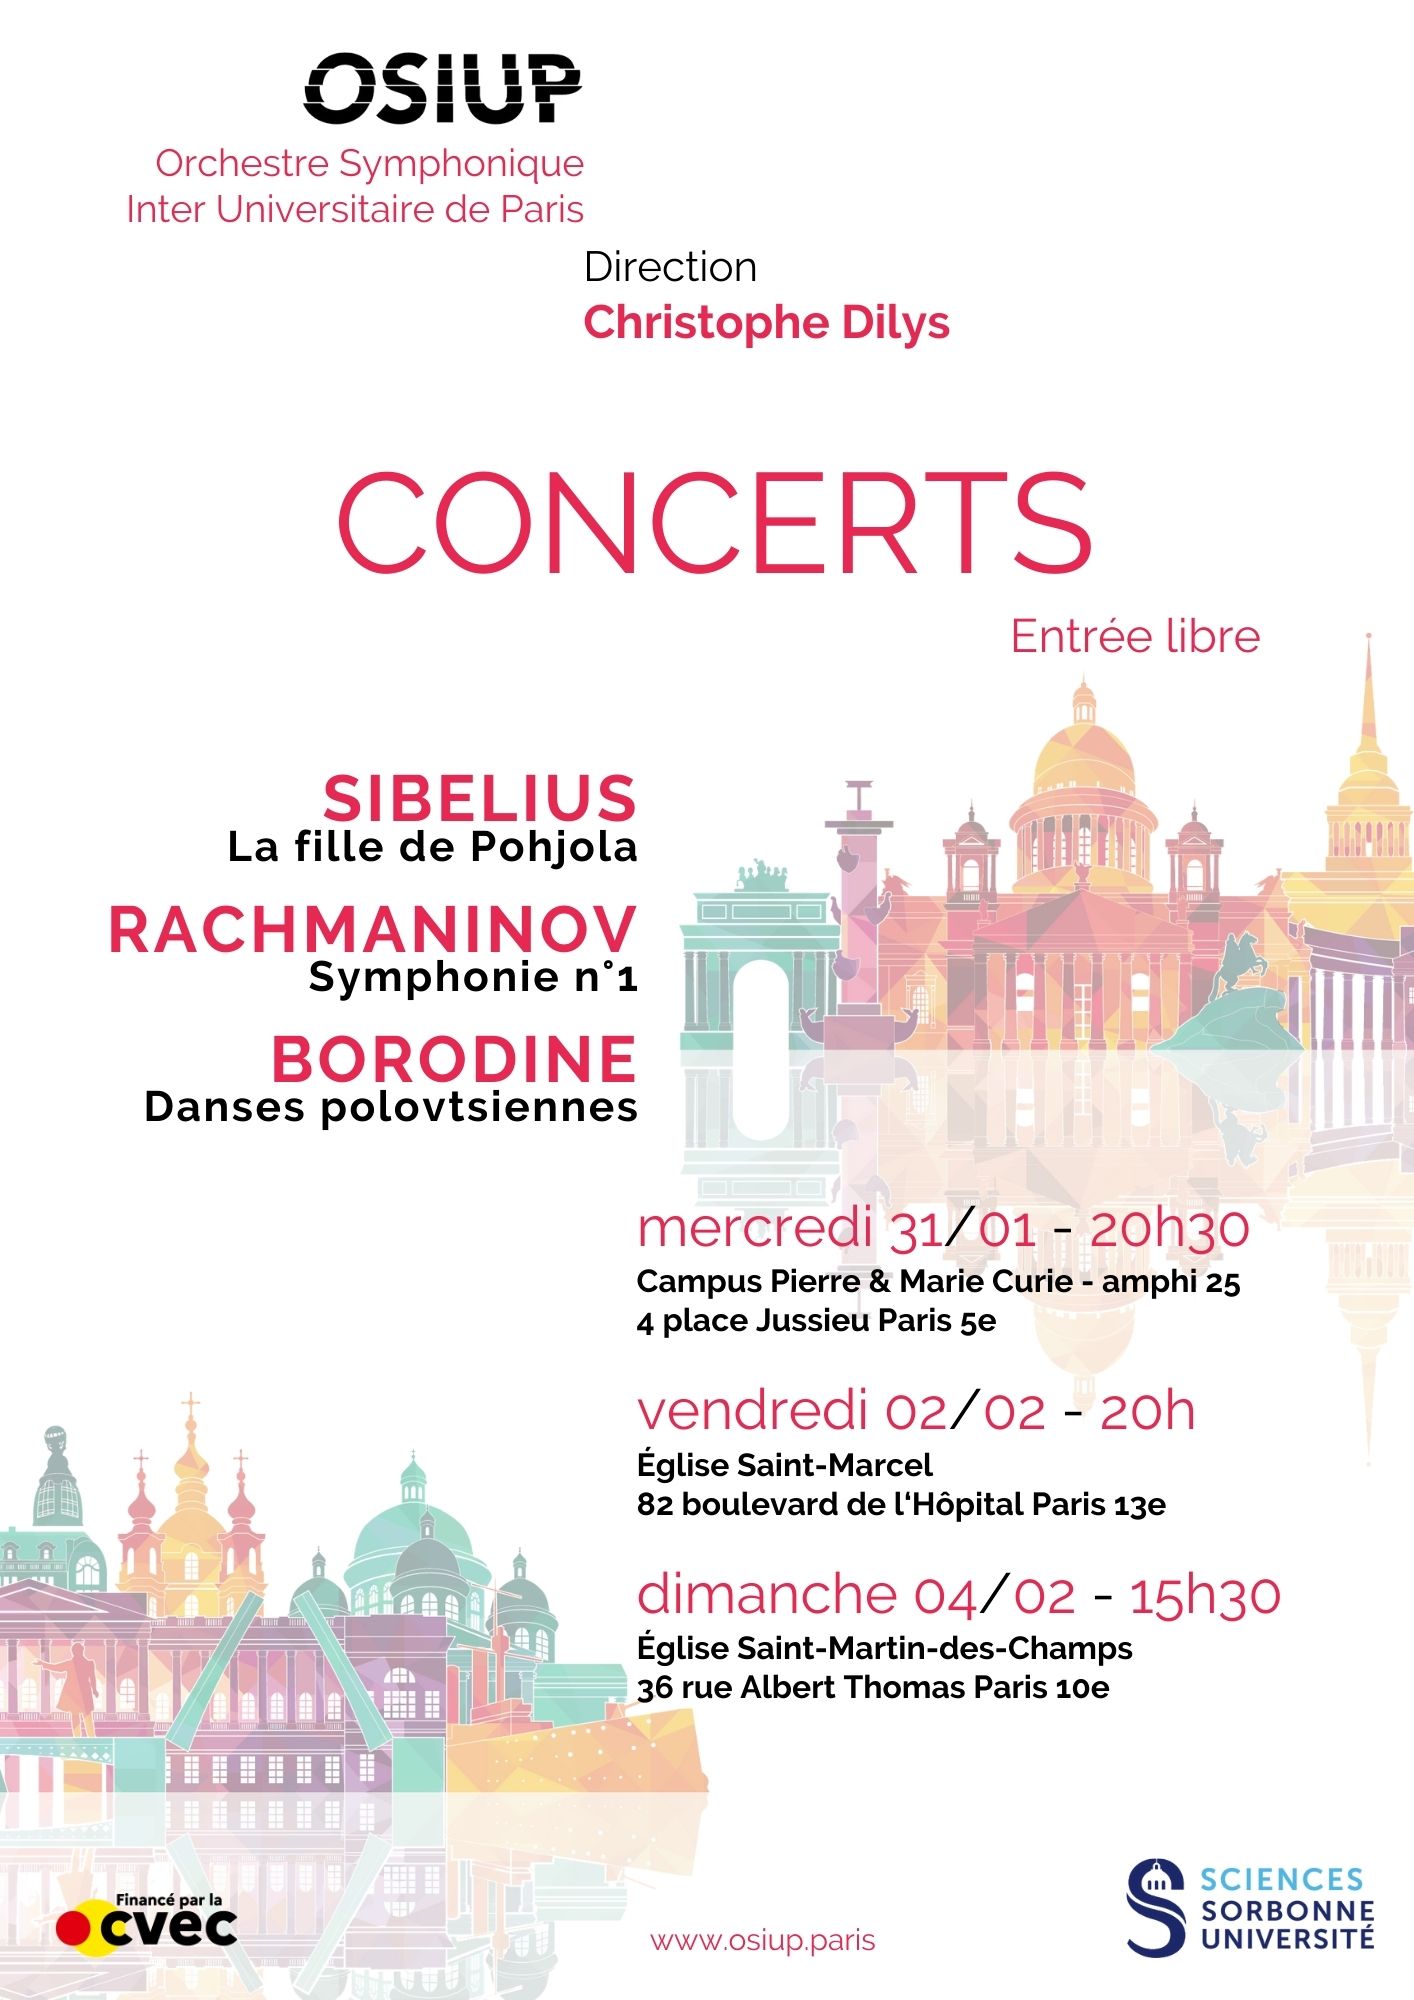 OSIUP
Orchestre Symphonique
Inter Universitaire de Paris
Direction
Christophe Dilys
CONCERTS
Entrée libre
SIBELIUS
La fille de Pohjola
RACHMANINOV
Symphonie n°1
BORODINE
Danses polovtsiennes
mercredi 31/01 - 20h30
Campus Pierre & Marie Curie - amphi 25
4 place Jussieu Paris 5e
vendredi 02/02 - 20h
Église Saint-Marcel
82 boulevard de l‘Hôpital Paris 13e
dimanche 04/02 - 15h30
Église Saint-Martin-des-Champs
36 rue Albert Thomas Paris 10e
Financé par la
cvec
www.osiup.paris
SCIENCES
SORBONNE
UNIVERSITÉ